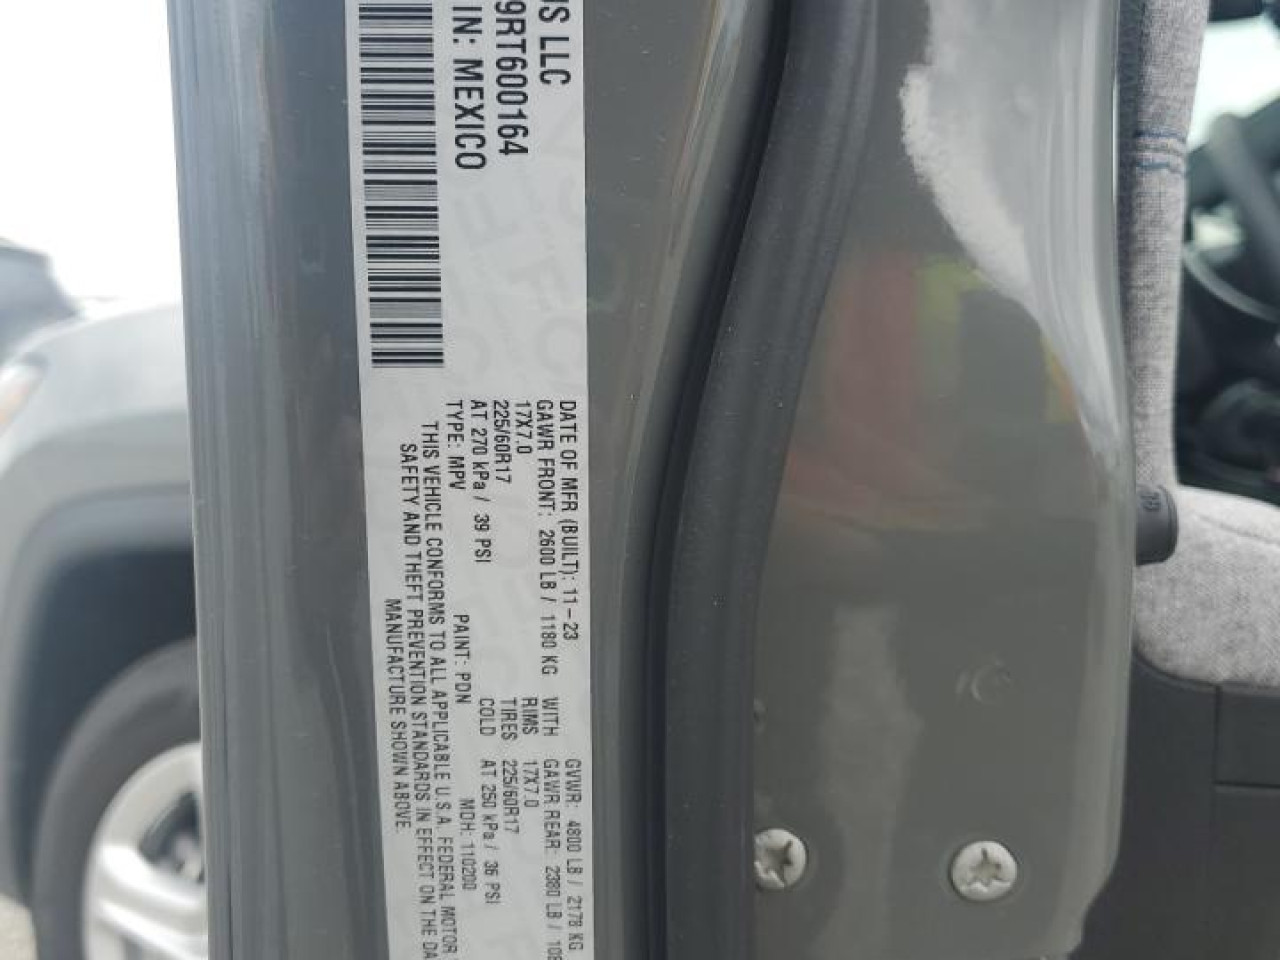 US LLC
9RT600164
IN: MEXICO
DATE OF MFR (BUILT): 11-23 GVWR: 4800 LB / 2178 KG
GAWR FRONT: 2600 LB / 1180 KG WITH GAWR REAR: 2380 LB / 108
17X7.0 RIMS 17X7.0
225/60R17 TIRES 225/60R17
AT 270 kPa / 39 PSI COLD AT 250 kPa / 36 PSI
TYPE: MPV PAINT: PDN MDH: 110200
THIS VEHICLE CONFORMS TO ALL APPLICABLE U.S.A. FEDERAL MOTOR
SAFETY AND THEFT PREVENTION STANDARDS IN EFFECT ON THE DA
MANUFACTURE SHOWN ABOVE.